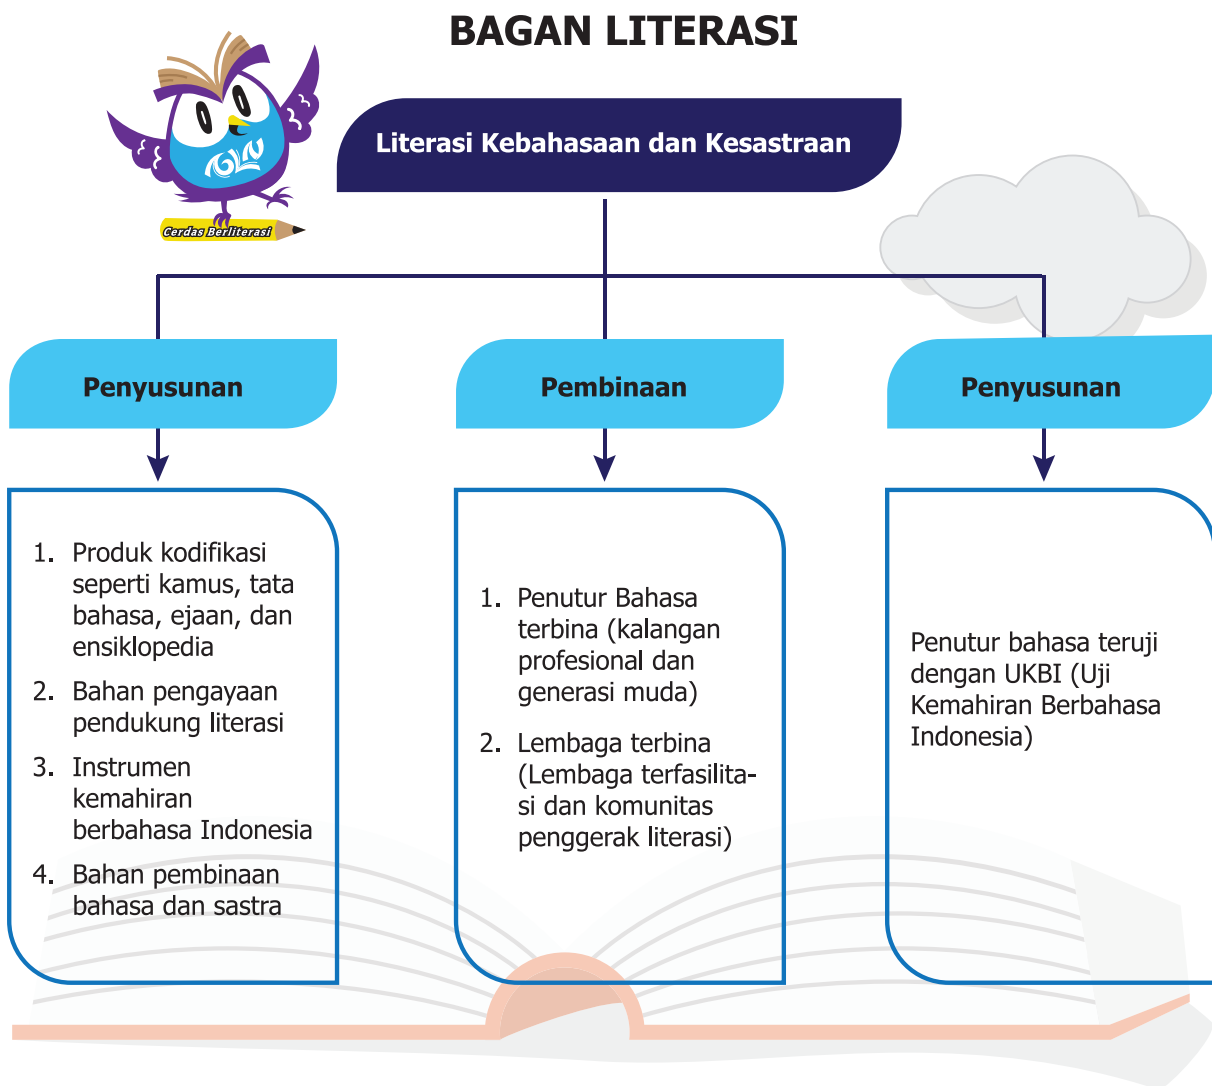 BAGAN LITERASI
GLN
Cerdas Berliterasi
Literasi Kebahasaan dan Kesastraan
Penyusunan
1. Produk kodifikasi
seperti kamus, tata
bahasa, ejaan, dan
ensiklopedia
2. Bahan pengayaan
pendukung literasi
3. Instrumen
kemahiran
berbahasa Indonesia
4. Bahan pembinaan
bahasa dan sastra
Pembinaan
1. Penutur Bahasa
terbina (kalangan
profesional dan
generasi muda)
2. Lembaga terbina
(Lembaga terfasilita-
si dan komunitas
penggerak literasi)
Penyusunan
Penutur bahasa teruji
dengan UKBI (Uji
Kemahiran Berbahasa
Indonesia)